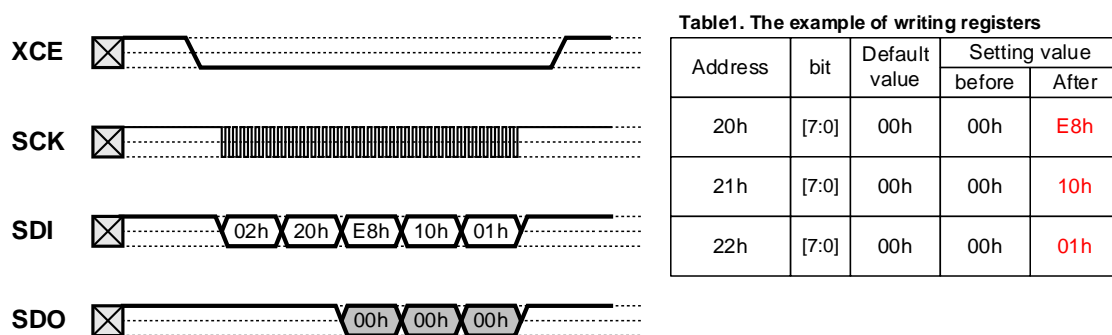 XCE
SCK
SDI
02h 20h E8h 10h 01h
SDO
00h 00h 00h
Table1. The example of writing registers
Address bit Default value Setting value
before After
20h [7:0] 00h 00h E8h
21h [7:0] 00h 00h 10h
22h [7:0] 00h 00h 01h